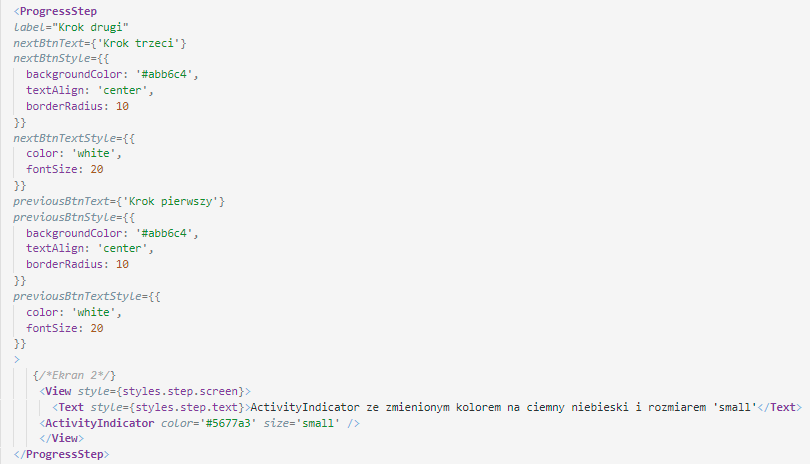 <ProgressStep
label="Krok drugi"
nextBtnText={'Krok trzeci'}
nextBtnStyle={{
  backgroundColor: '#abb6c4',
  textAlign: 'center',
  borderRadius: 10
}}
nextBtnTextStyle={{
  color: 'white',
  fontSize: 20
}}
previousBtnText={'Krok pierwszy'}
previousBtnStyle={{
  backgroundColor: '#abb6c4',
  textAlign: 'center',
  borderRadius: 10
}}
previousBtnTextStyle={{
  color: 'white',
  fontSize: 20
}}
>
   {/*Ekran 2*/}
    <View style={styles.step.screen}>
      <Text style={styles.step.text}>ActivityIndicator ze zmienionym kolorem na ciemny niebieski i rozmiarem 'small'</Text>
    <ActivityIndicator color='#5677a3' size='small' />
    </View>
</ProgressStep>